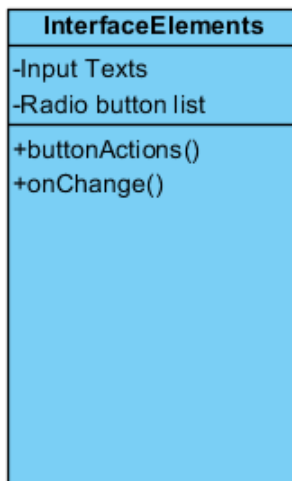 InterfaceElements
-Input Texts
-Radio button list
+buttonActions()
+onChange()